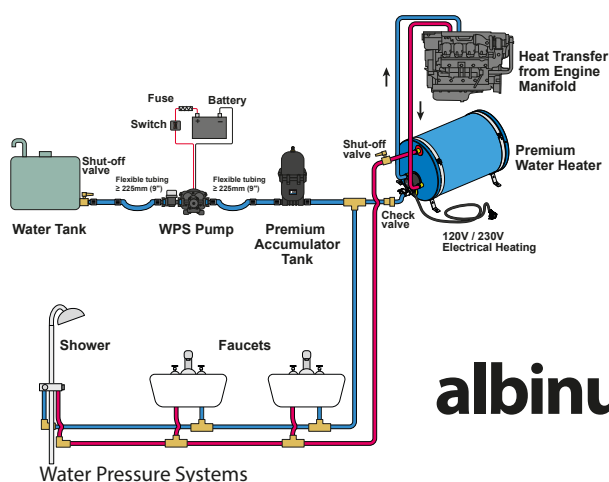 Heat Transfer
from Engine
Manifold
Fuse
Battery
Switch
Shut-off
valve
Premium
Water Heater
Shut-off
valve
Flexible tubing
≥ 225mm (9")
Flexible tubing
≥ 225mm (9")
Water Tank
WPS Pump
Premium
Accumulator
Tank
Check
valve
120V / 230V
Electrical Heating
Shower
Faucets
albinu
Water Pressure Systems